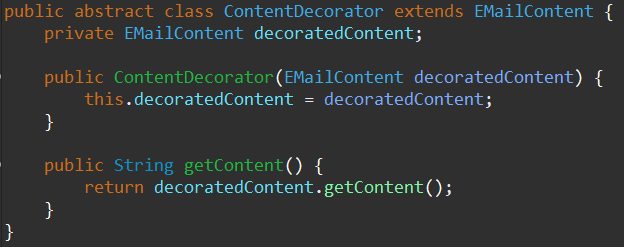 public abstract class ContentDecorator extends EMailContent {
    private EMailContent decoratedContent;
    public ContentDecorator(EMailContent decoratedContent) {
        this.decoratedContent = decoratedContent;
    }
    public String getContent() {
        return decoratedContent.getContent();
    }
}